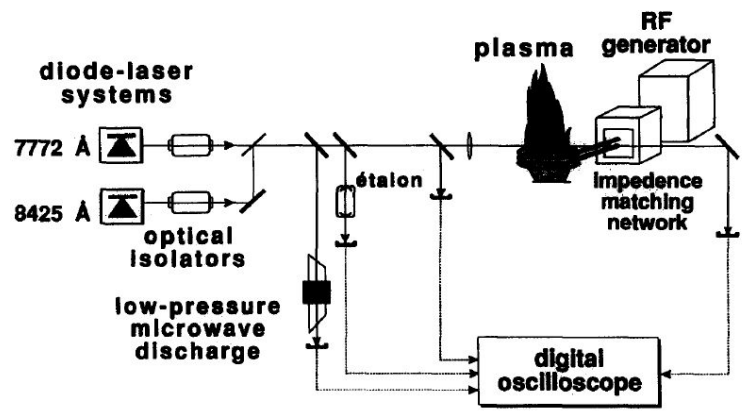 diode-laser
systems
7772 Å
8425 Å
optical
isolators
low-pressure
microwave
discharge
étalon
plasma
RF
generator
impedence
matching
network
digital
oscilloscope